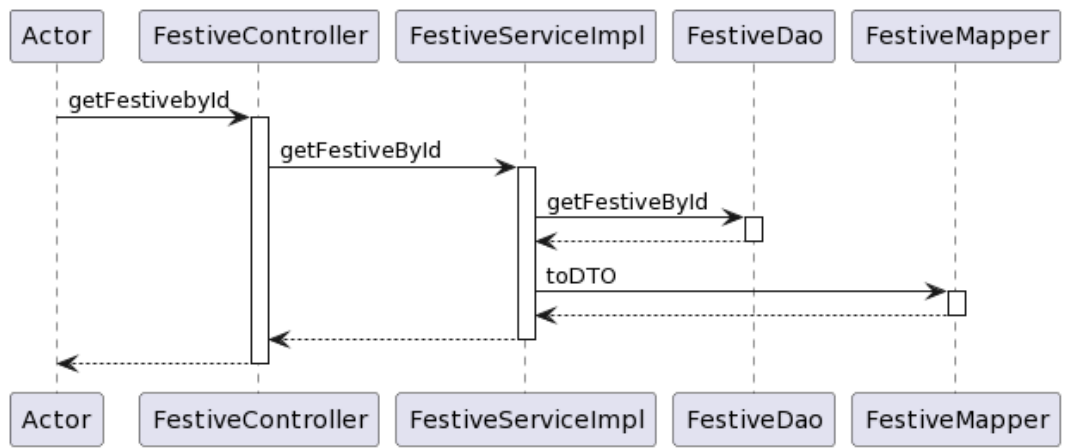 Actor FestiveController FestiveServiceImpl FestiveDao FestiveMapper
getFestivebyId
getFestiveById
getFestiveById
toDTO
Actor FestiveController FestiveServiceImpl FestiveDao FestiveMapper